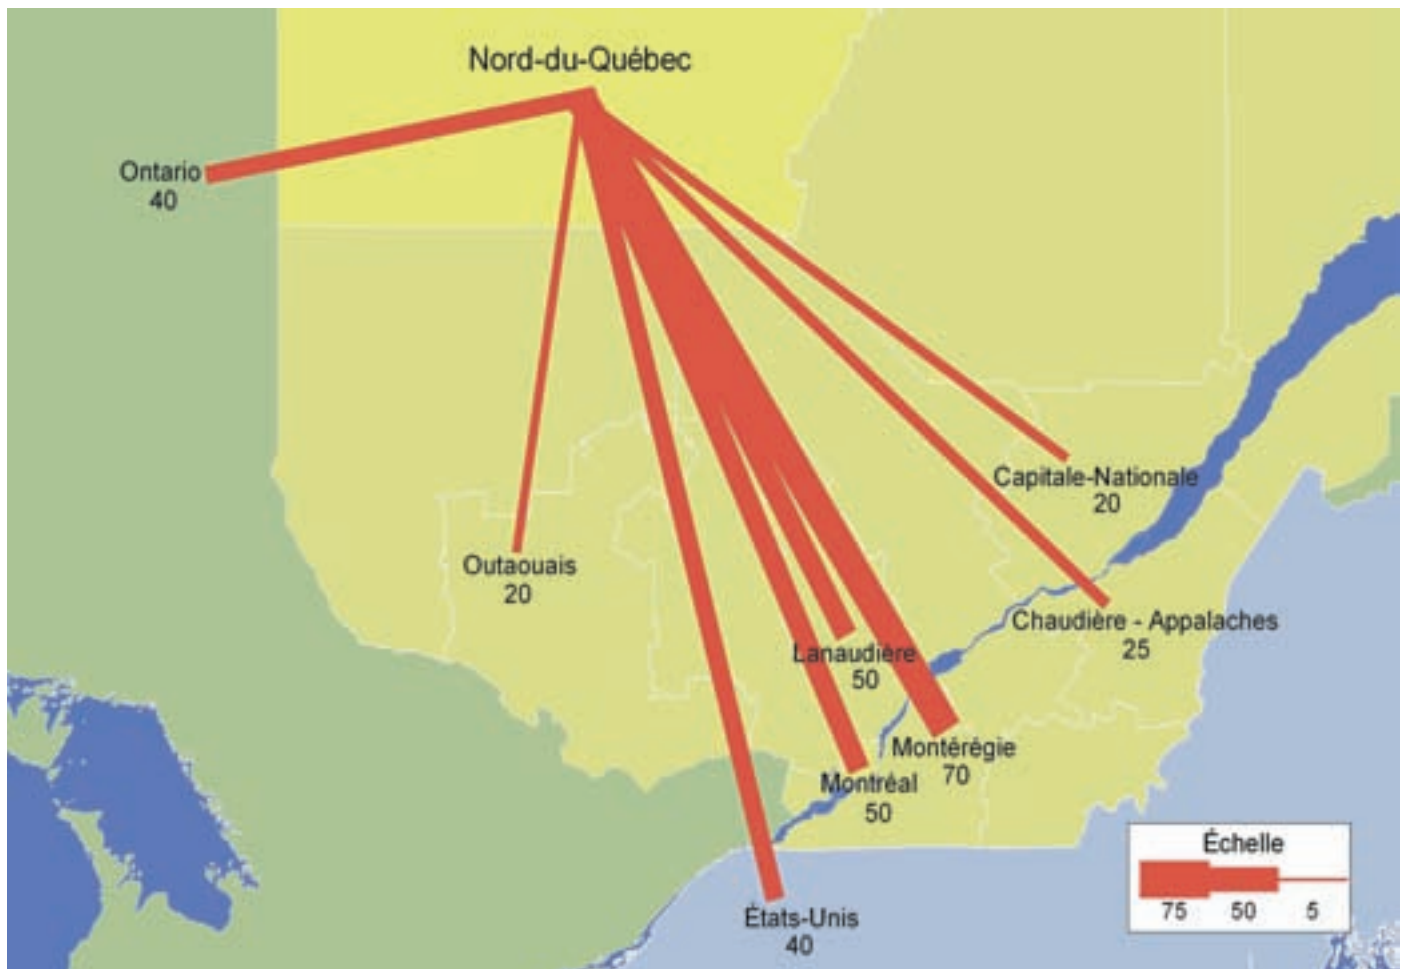 Nord-du-Québec
Ontario
40
Capitale-Nationale
20
Outaouais
20
Chaudière - Appalaches
25
Lanaudière
50
Montérégie
70
Montréal
50
États-Unis
40
Échelle
75 50 5